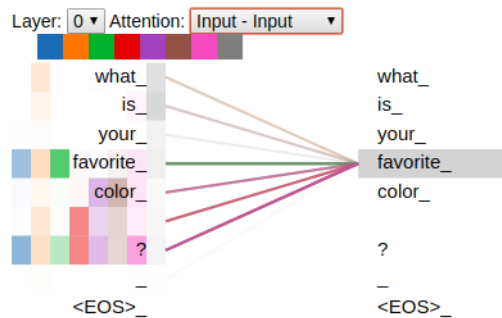 Layer: 0 Attention: Input - Input
what_ what_
is_ is_
your_ your_
favorite_ favorite_
color_ color_
? ?
_ _
<EOS>_ <EOS>_